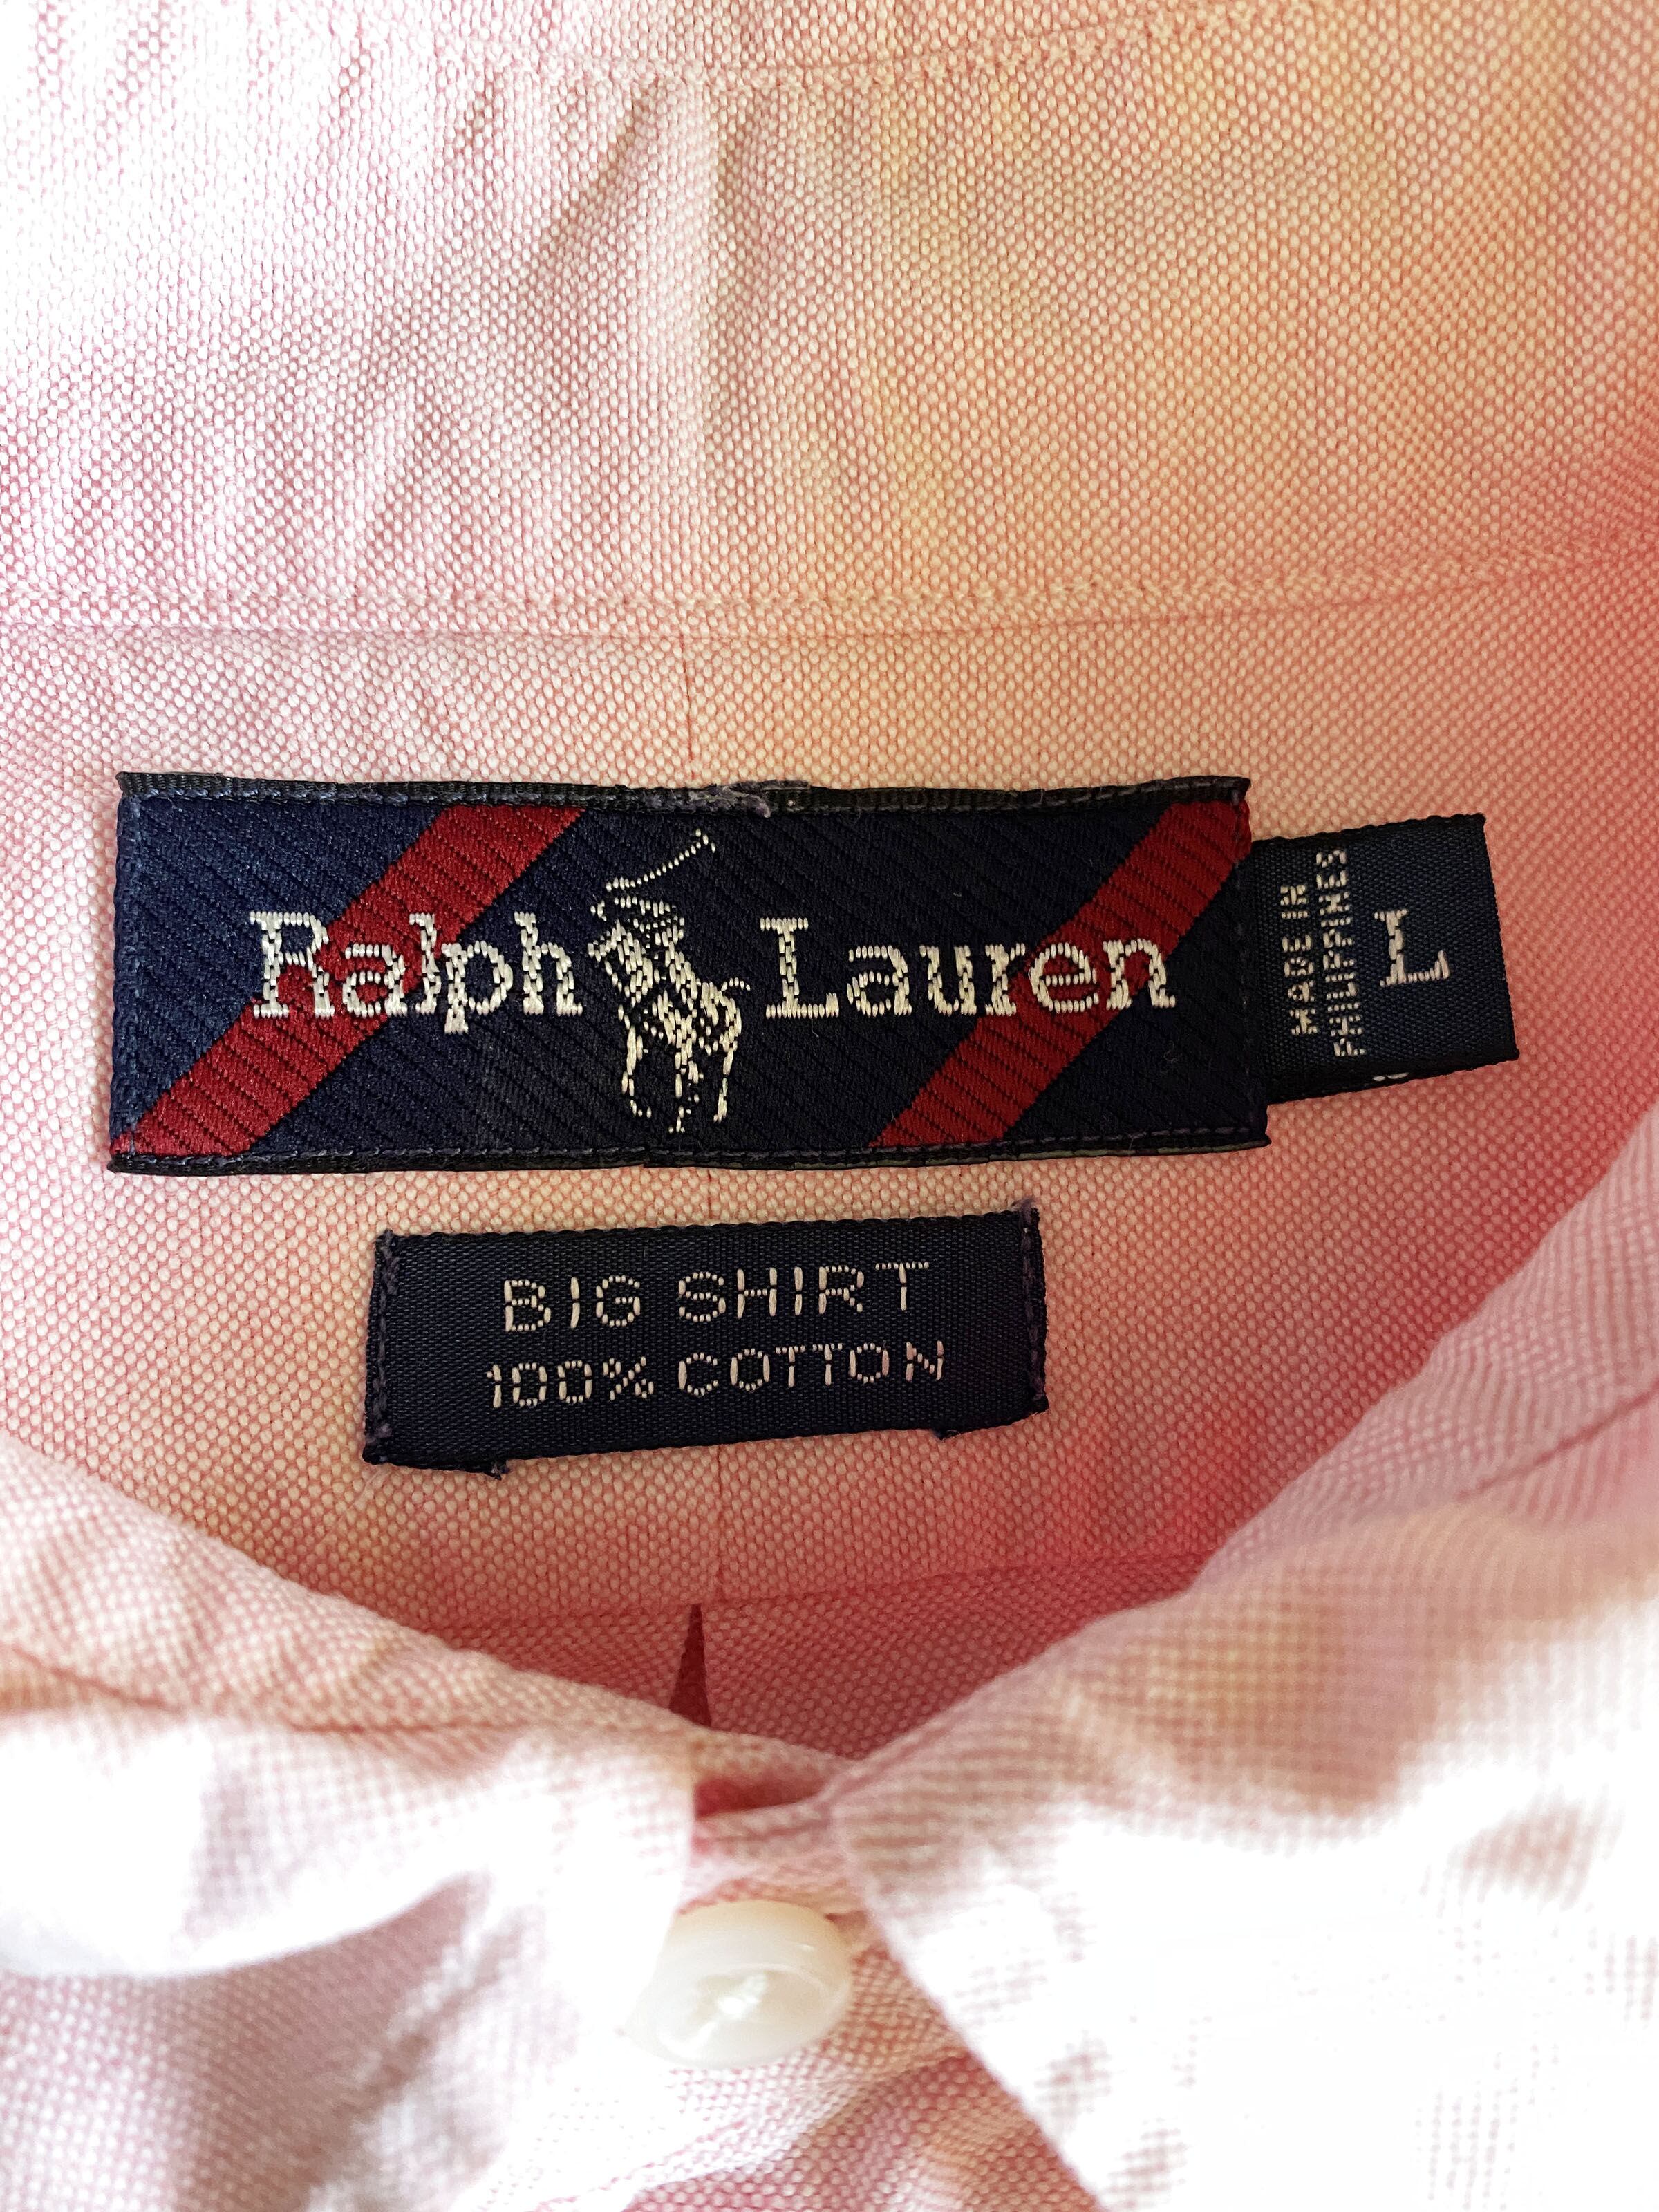 Ralph Lauren
MADE IN
PHILIPPINES
L
BIG SHIRT
100% COTTON